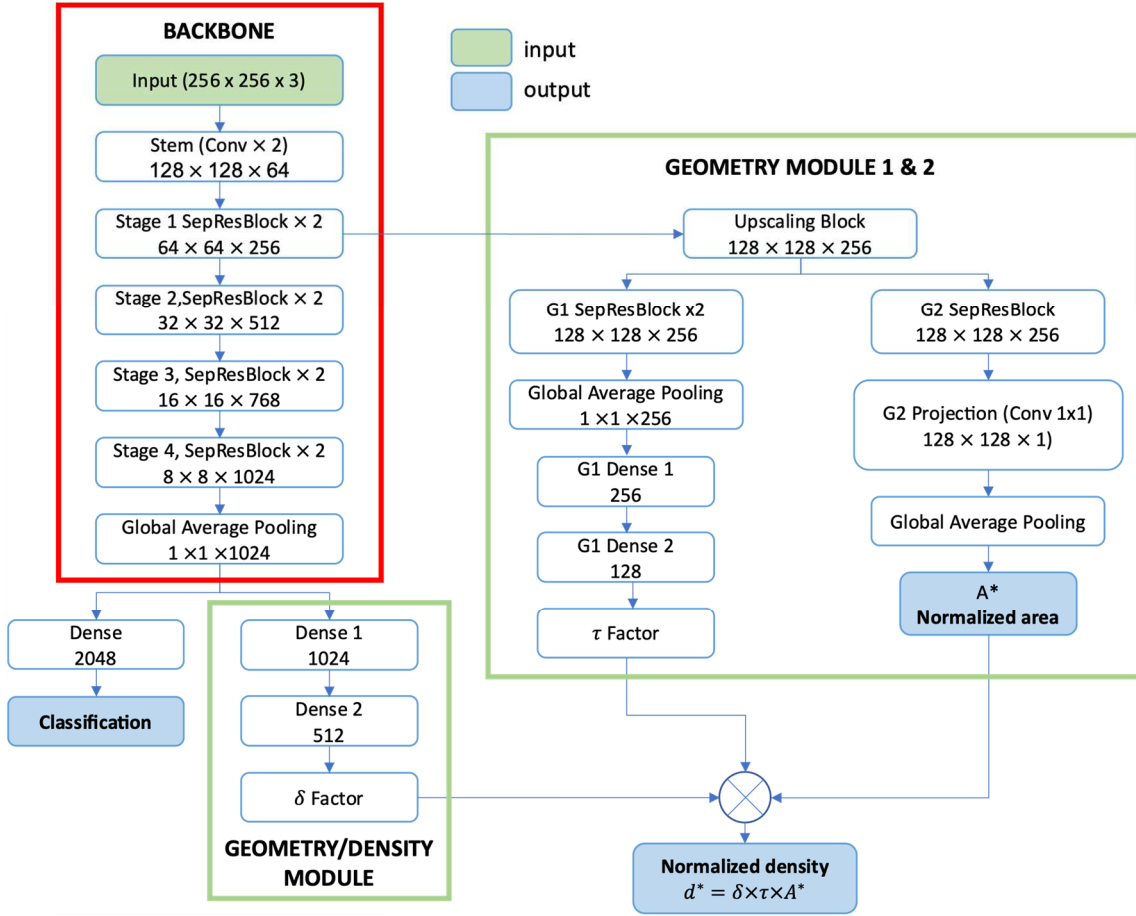 BACKBONE
Input (256 x 256 x 3)
Stem (Conv × 2)
128 × 128 × 64
Stage 1 SepResBlock × 2
64 × 64 × 256
Stage 2,SepResBlock × 2
32 × 32 × 512
Stage 3, SepResBlock × 2
16 × 16 × 768
Stage 4, SepResBlock × 2
8 × 8 × 1024
Global Average Pooling
1 ×1 ×1024
input
output
GEOMETRY MODULE 1 & 2
Upscaling Block
128 × 128 × 256
G1 SepResBlock x2
128 × 128 × 256
Global Average Pooling
1 ×1 ×256
G1 Dense 1
256
G1 Dense 2
128
τ Factor
G2 SepResBlock
128 × 128 × 256
G2 Projection (Conv 1x1)
128 × 128 × 1)
Global Average Pooling
A*
Normalized area
Dense
2048
Classification
Dense 1
1024
Dense 2
512
δ Factor
GEOMETRY/DENSITY
MODULE
Normalized density
d* = δ×τ×A*